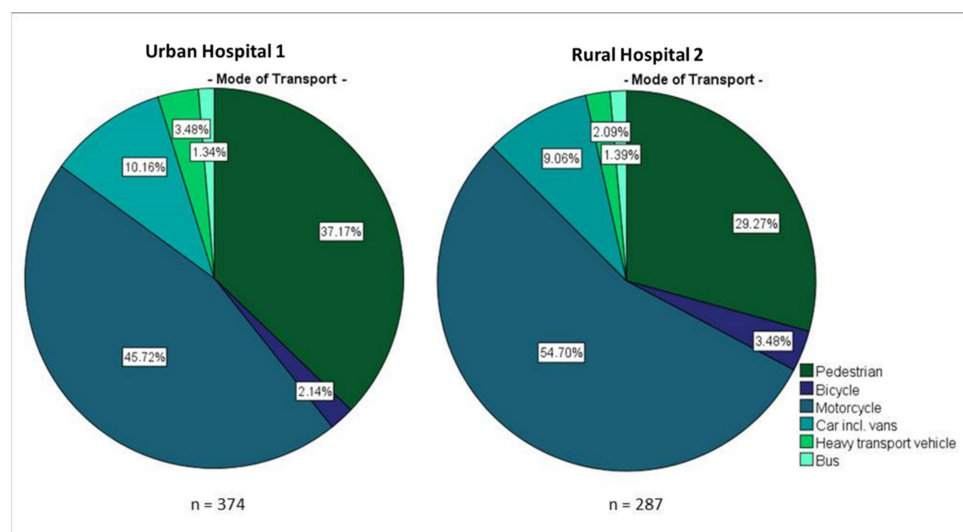 Urban Hospital 1
- Mode of Transport -
3.48%
1.34%
10.16%
37.17%
45.72%
2.14%
n = 374
Rural Hospital 2
- Mode of Transport -
2.09%
1.39%
9.06%
29.27%
3.48%
54.70%
Pedestrian
Bicycle
Motorcycle
Car incl. vans
Heavy transport vehicle
Bus
n = 287